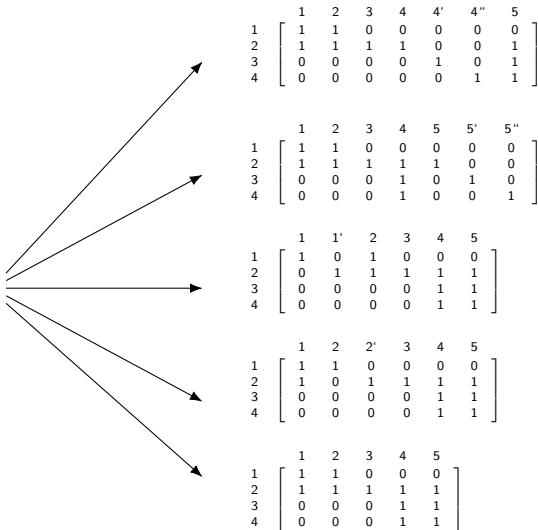 1 2 3 4 4' 4" 5
1 1 1 0 0 0 0 0
2 1 1 1 1 0 0 1
3 0 0 0 0 1 0 1
4 0 0 0 0 0 1 1
1 2 3 4 5 5' 5"
1 1 1 0 0 0 0 0
2 1 1 1 1 1 0 0
3 0 0 0 1 0 1 0
4 0 0 0 1 0 0 1
1 1' 2 3 4 5
1 1 0 1 0 0 0
2 0 1 1 1 1 1
3 0 0 0 0 1 1
4 0 0 0 0 1 1
1 2 2' 3 4 5
1 1 1 0 0 0 0
2 1 0 1 1 1 1
3 0 0 0 0 1 1
4 0 0 0 0 1 1
1 2 3 4 5
1 1 1 0 0 0
2 1 1 1 1 1
3 0 0 0 1 1
4 0 0 0 1 1